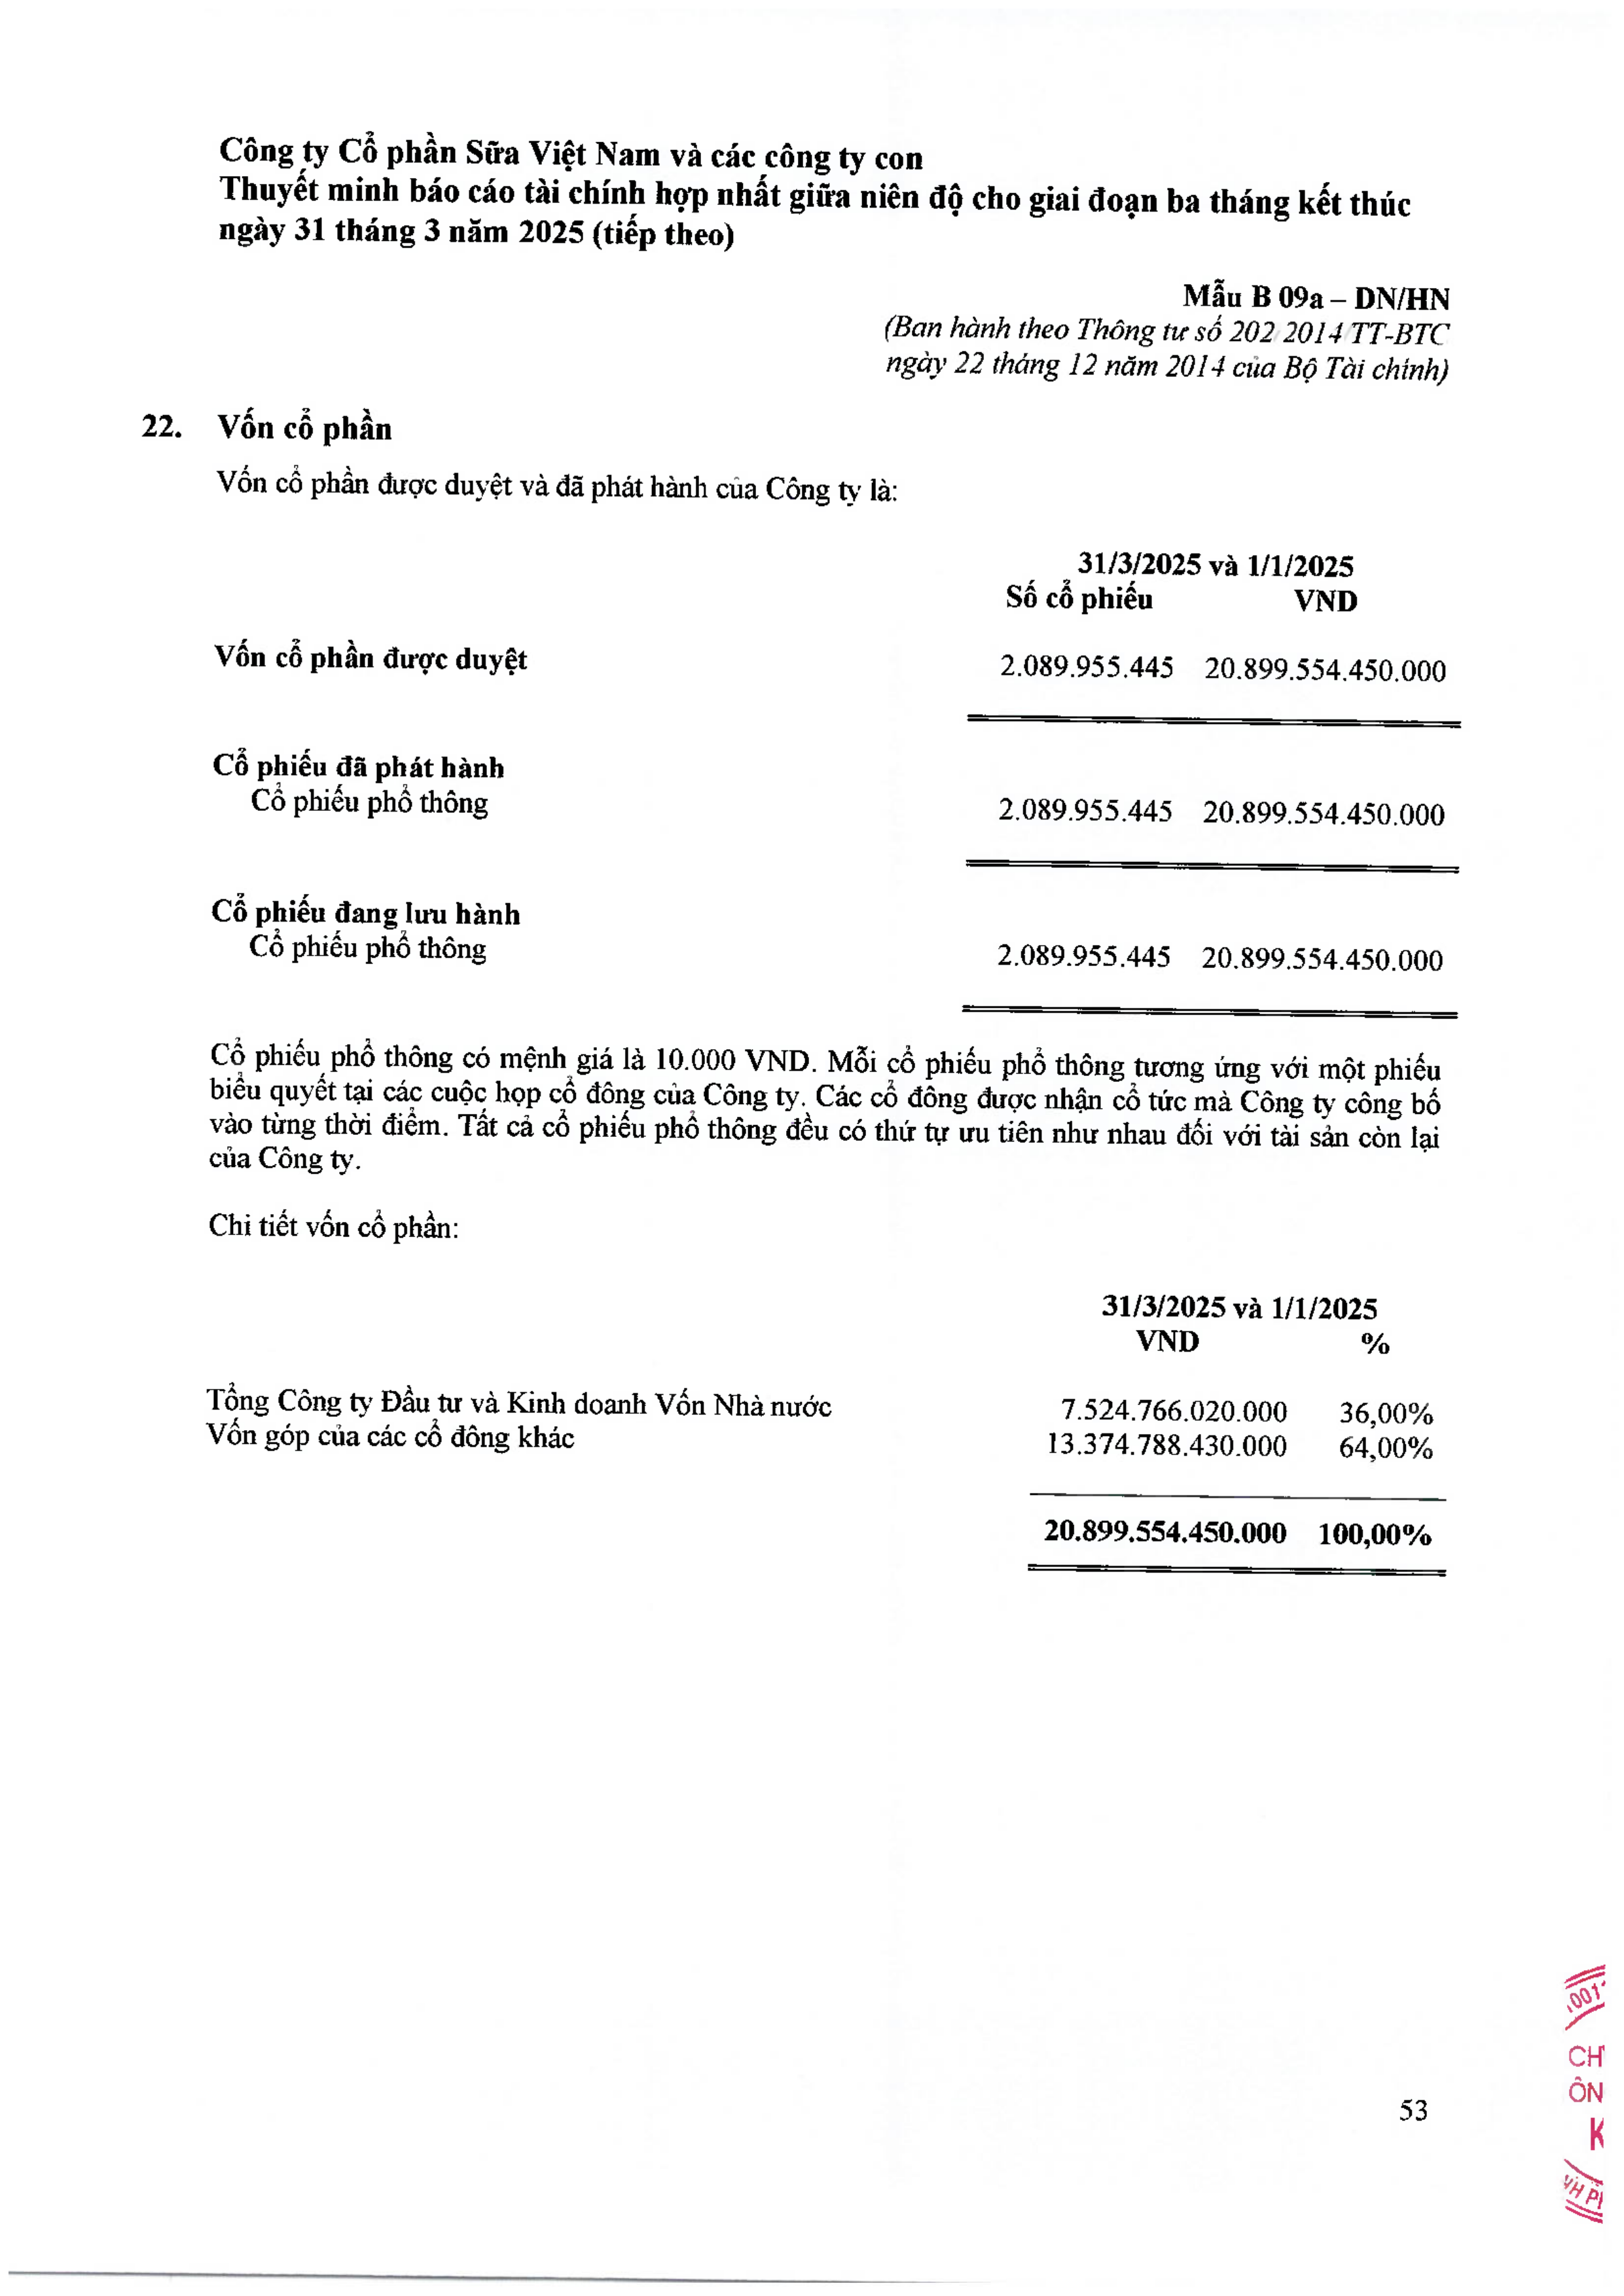 Công ty Cổ phần Sữa Việt Nam và các công ty con
Thuyết minh báo cáo tài chính hợp nhất giữa niên độ cho giai đoạn ba tháng kết thúc
ngày 31 tháng 3 năm 2025 (tiếp theo)
Mẫu B 09a – DN/HN
(Ban hành theo Thông tư số 202/2014/TT-BTC
ngày 22 tháng 12 năm 2014 của Bộ Tài chính)
22. Vốn cổ phần
Vốn cổ phần được duyệt và đã phát hành của Công ty là:
31/3/2025 và 1/1/2025
Số cổ phiếu VND
Vốn cổ phần được duyệt 2.089.955.445 20.899.554.450.000
Cổ phiếu đã phát hành
Cổ phiếu phổ thông 2.089.955.445 20.899.554.450.000
Cổ phiếu đang lưu hành
Cổ phiếu phổ thông 2.089.955.445 20.899.554.450.000
Cổ phiếu phổ thông có mệnh giá là 10.000 VND. Mỗi cổ phiếu phổ thông tương ứng với một phiếu
biểu quyết tại các cuộc họp cổ đông của Công ty. Các cổ đông được nhận cổ tức mà Công ty công bố
vào từng thời điểm. Tất cả cổ phiếu phổ thông đều có thứ tự ưu tiên như nhau đối với tài sản còn lại
của Công ty.
Chi tiết vốn cổ phần:
31/3/2025 và 1/1/2025
VND %
Tổng Công ty Đầu tư và Kinh doanh Vốn Nhà nước 7.524.766.020.000 36,00%
Vốn góp của các cổ đông khác 13.374.788.430.000 64,00%
20.899.554.450.000 100,00%
53